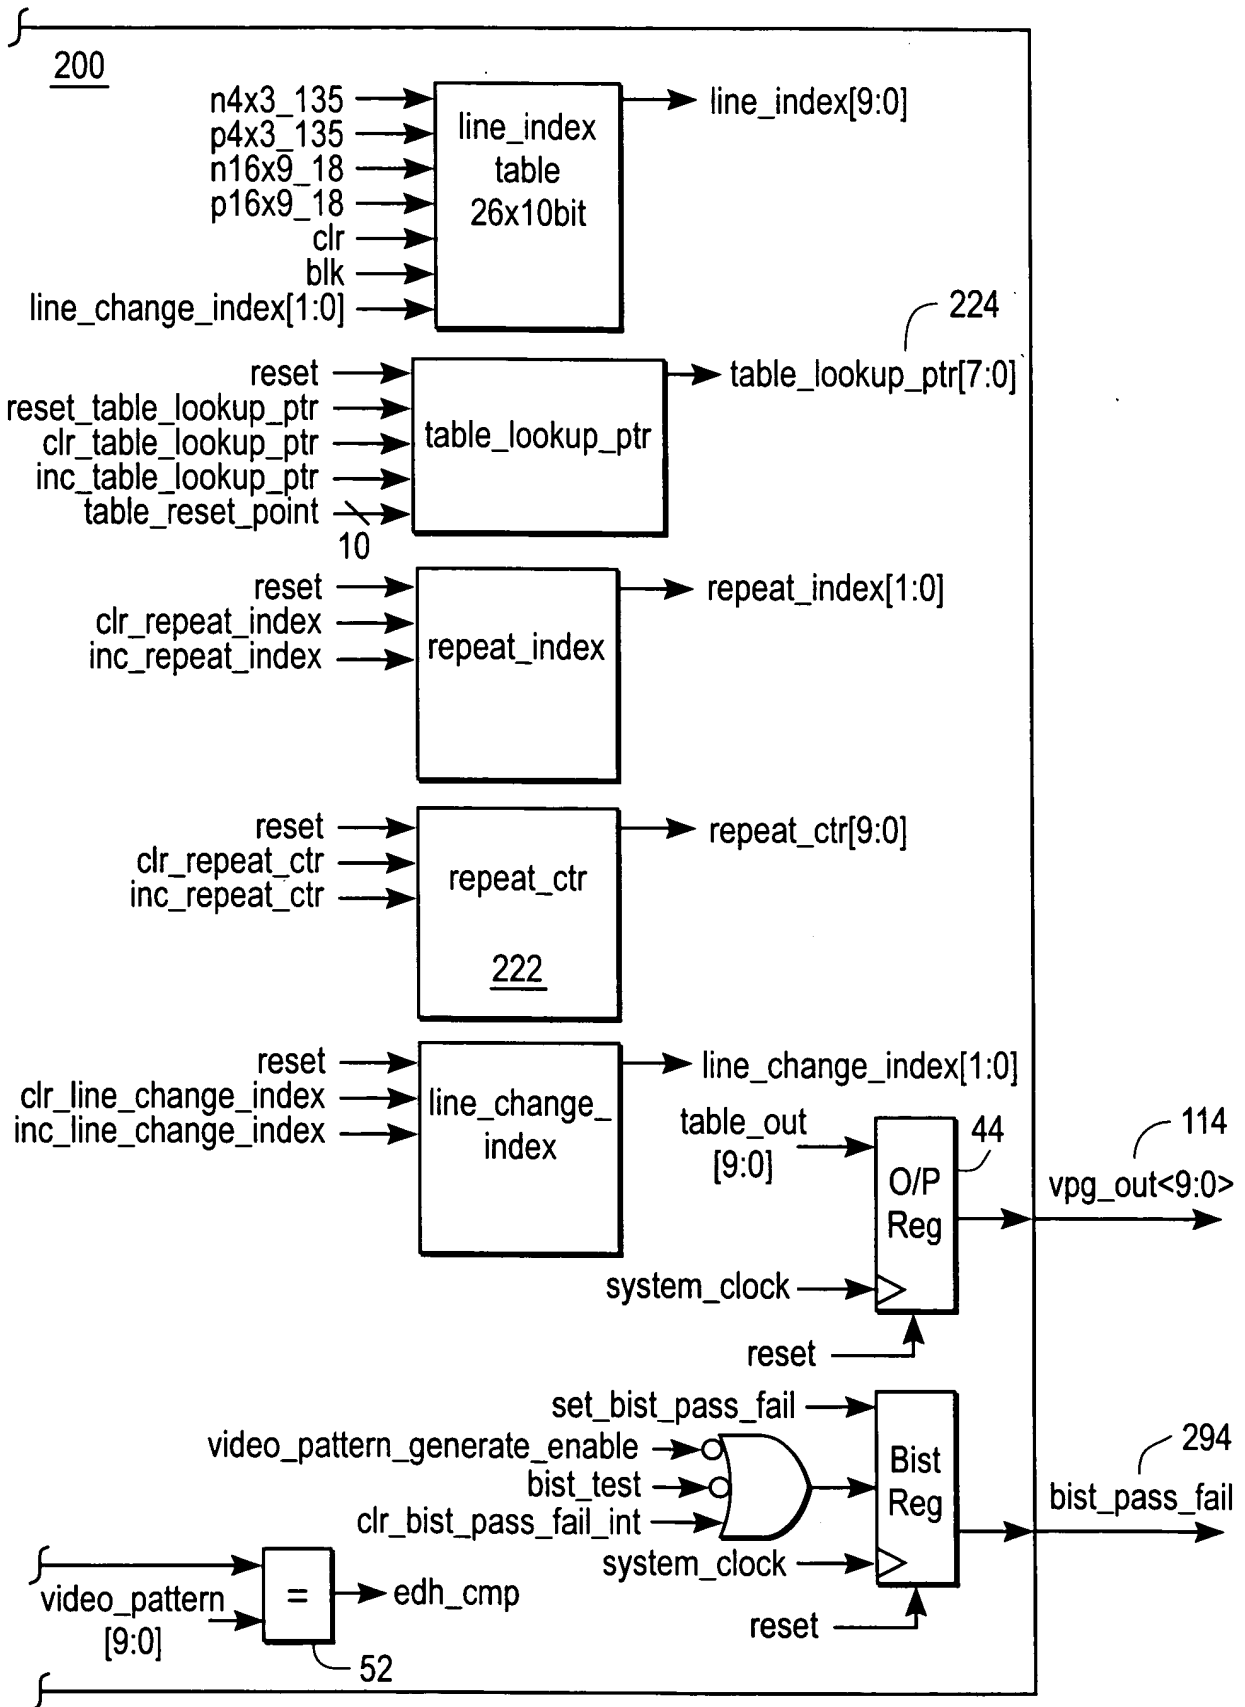 200
n4x3_135
p4x3_135
n16x9_18
p16x9_18
clr
blk
line_change_index[1:0]
line_index
table
26x10bit
line_index[9:0]
224
reset
reset_table_lookup_ptr
clr_table_lookup_ptr
inc_table_lookup_ptr
table_reset_point
10
table_lookup_ptr
table_lookup_ptr[7:0]
reset
clr_repeat_index
inc_repeat_index
repeat_index
repeat_index[1:0]
reset
clr_repeat_ctr
inc_repeat_ctr
repeat_ctr
222
repeat_ctr[9:0]
reset
clr_line_change_index
inc_line_change_index
line_change_
index
line_change_index[1:0]
table_out
[9:0]
system_clock
reset
O/P
Reg
44
114
vpg_out<9:0>
set_bist_pass_fail
video_pattern_generate_enable
bist_test
clr_bist_pass_fail_int
system_clock
reset
Bist
Reg
294
bist_pass_fail
video_pattern
[9:0]
=
edh_cmp
52